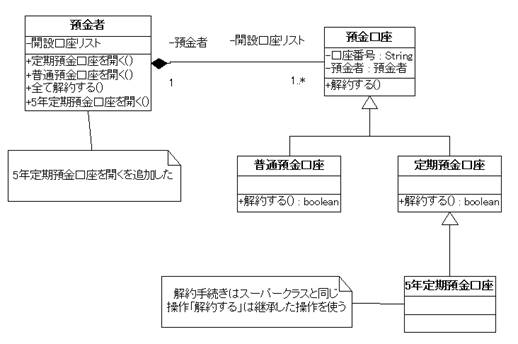 預金者
-開設口座リスト
+定期預金口座を開く()
+普通預金口座を開く()
+全て解約する()
+5年定期預金口座を開く()
-預金者
1
-開設口座リスト
1..*
預金口座
-口座番号 : String
-預金者 : 預金者
+解約する()
5年定期預金口座を開くを追加した
普通預金口座
+解約する() : boolean
定期預金口座
+解約する() : boolean
解約手続きはスーパークラスと同じ
操作「解約する」は継承した操作を使う
5年定期預金口座